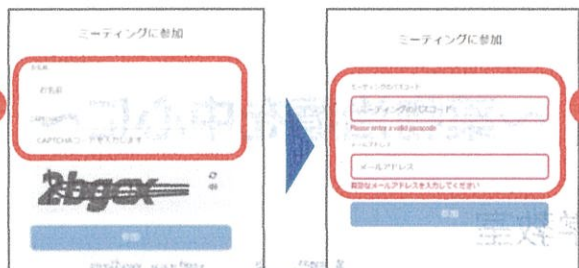 ミーティングに参加
お名前
お名前
CAPTCHA
CAPTCHAコードを入力します
2bgcx
参加
ミーティングに参加
ミーティングのパスコード
ミーティングのパスコード
Please enter a valid passcode
メールアドレス
メールアドレス
有効なメールアドレスを入力してください
参加